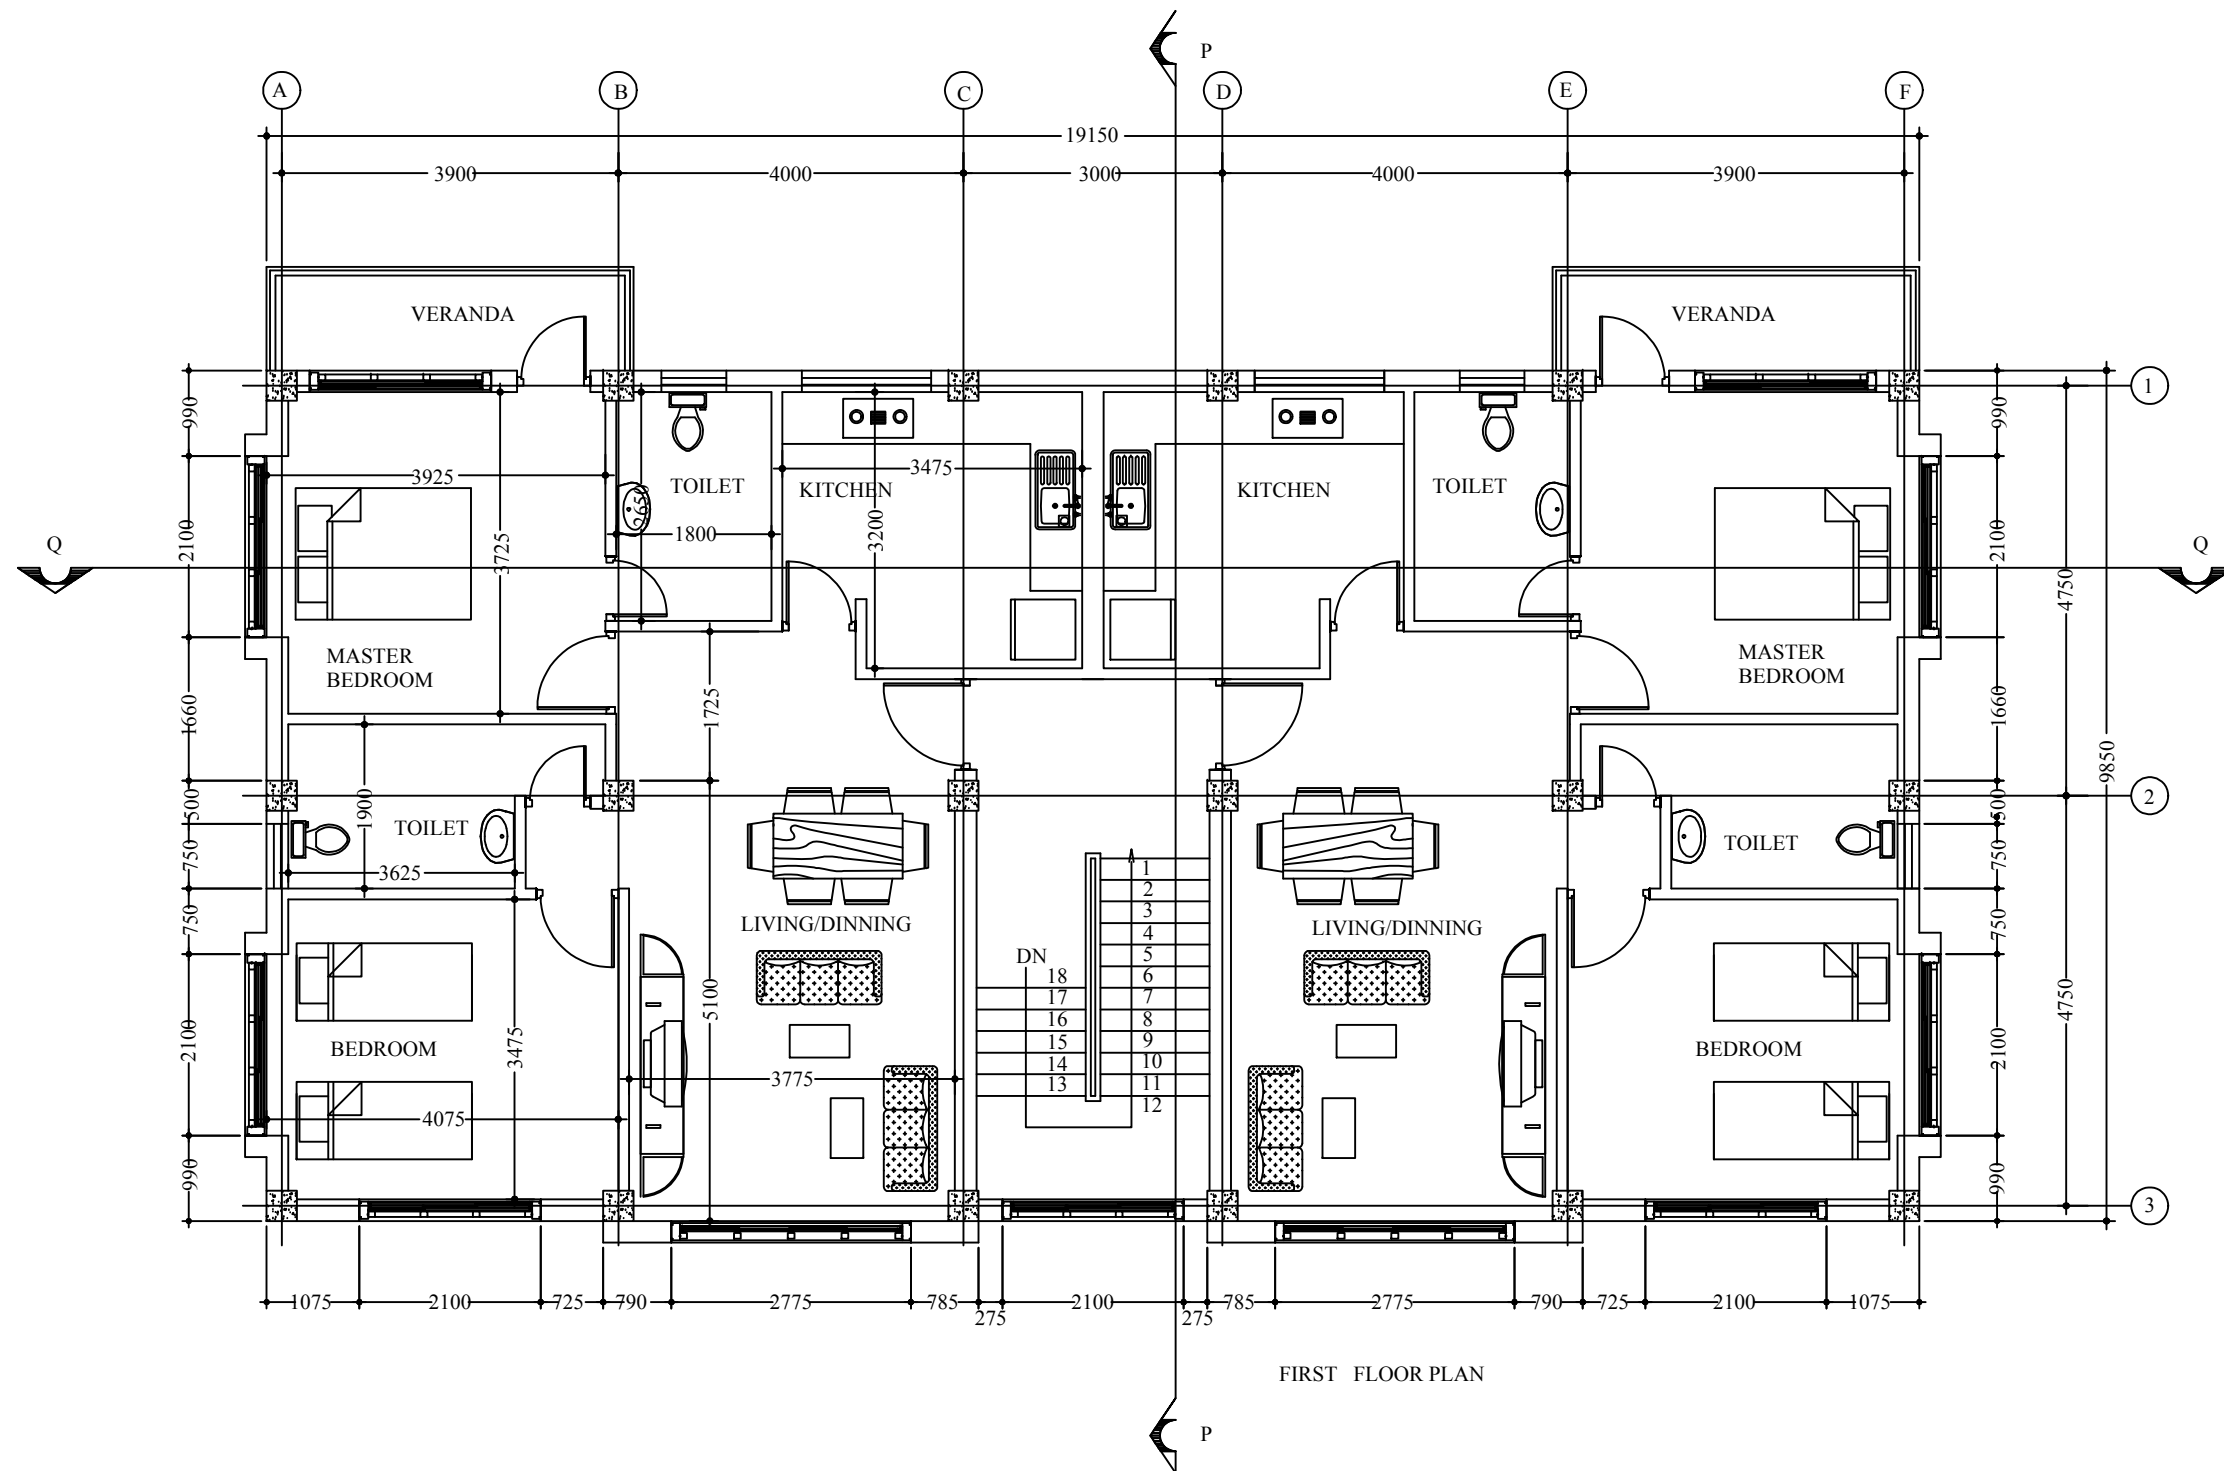 P
A
B
C
D
E
F
19150
3900
4000
3000
4000
3900
VERANDA
VERANDA
1
990
990
3925
3475
TOILET
KITCHEN
KITCHEN
TOILET
2650
1800
3200
3725
2100
2100
Q
Q
4750
MASTER
BEDROOM
MASTER
BEDROOM
1660
1725
1660
9850
2
500
500
1900
TOILET
TOILET
750
750
3625
1
2
3
4
5
6
7
8
9
10
11
12
DN
18
17
16
15
14
13
LIVING/DINNING
LIVING/DINNING
750
750
5100
4750
BEDROOM
3475
BEDROOM
2100
2100
3775
4075
990
990
3
1075
2100
725
790
2775
785
275
2100
275
785
2775
790
725
2100
1075
FIRST FLOOR PLAN
P